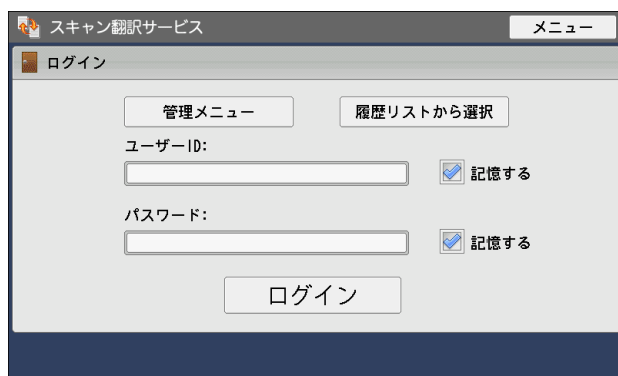 スキャン翻訳サービス
メニュー
ログイン
管理メニュー
履歴リストから選択
ユーザーID:
記憶する
パスワード:
記憶する
ログイン